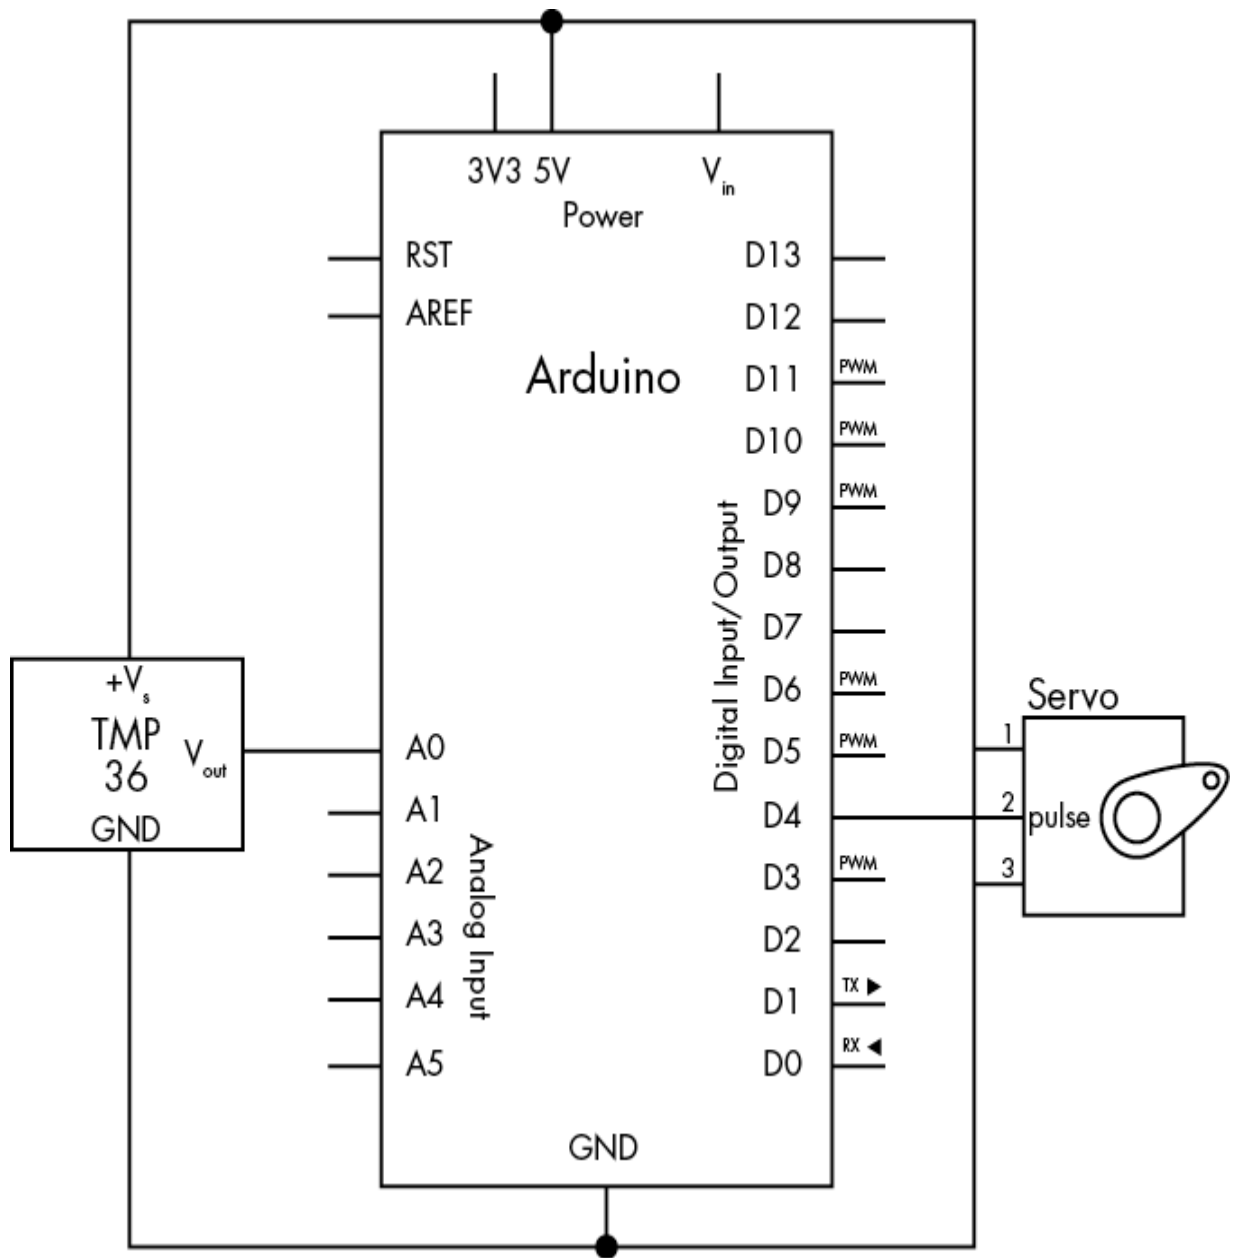 3V3 5V Vin
Power
RST
AREF
Arduino
D13
D12
D11 PWM
D10 PWM
D9 PWM
D8
D7
D6 PWM
D5 PWM
D4
D3 PWM
D2
D1 TX ►
D0 RX ◄
Digital Input/Output
+Vs
TMP
36
Vout
GND
A0
A1
A2
A3
A4
A5
Analog Input
GND
Servo
1
2
pulse
3